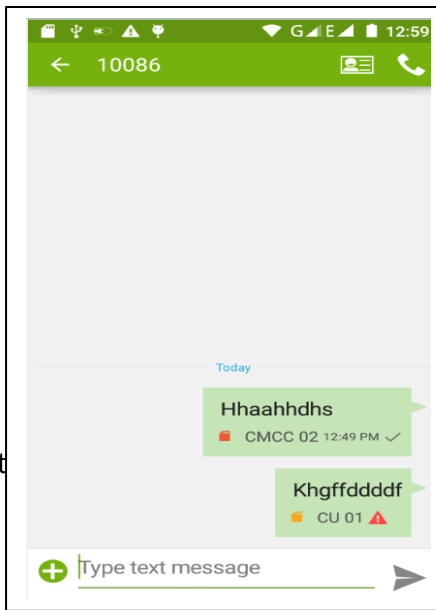 G E 12:59
10086
Today
Hhaahhdhs
CMCC 02 12:49 PM
t
Khgffddddf
CU 01
Type text message